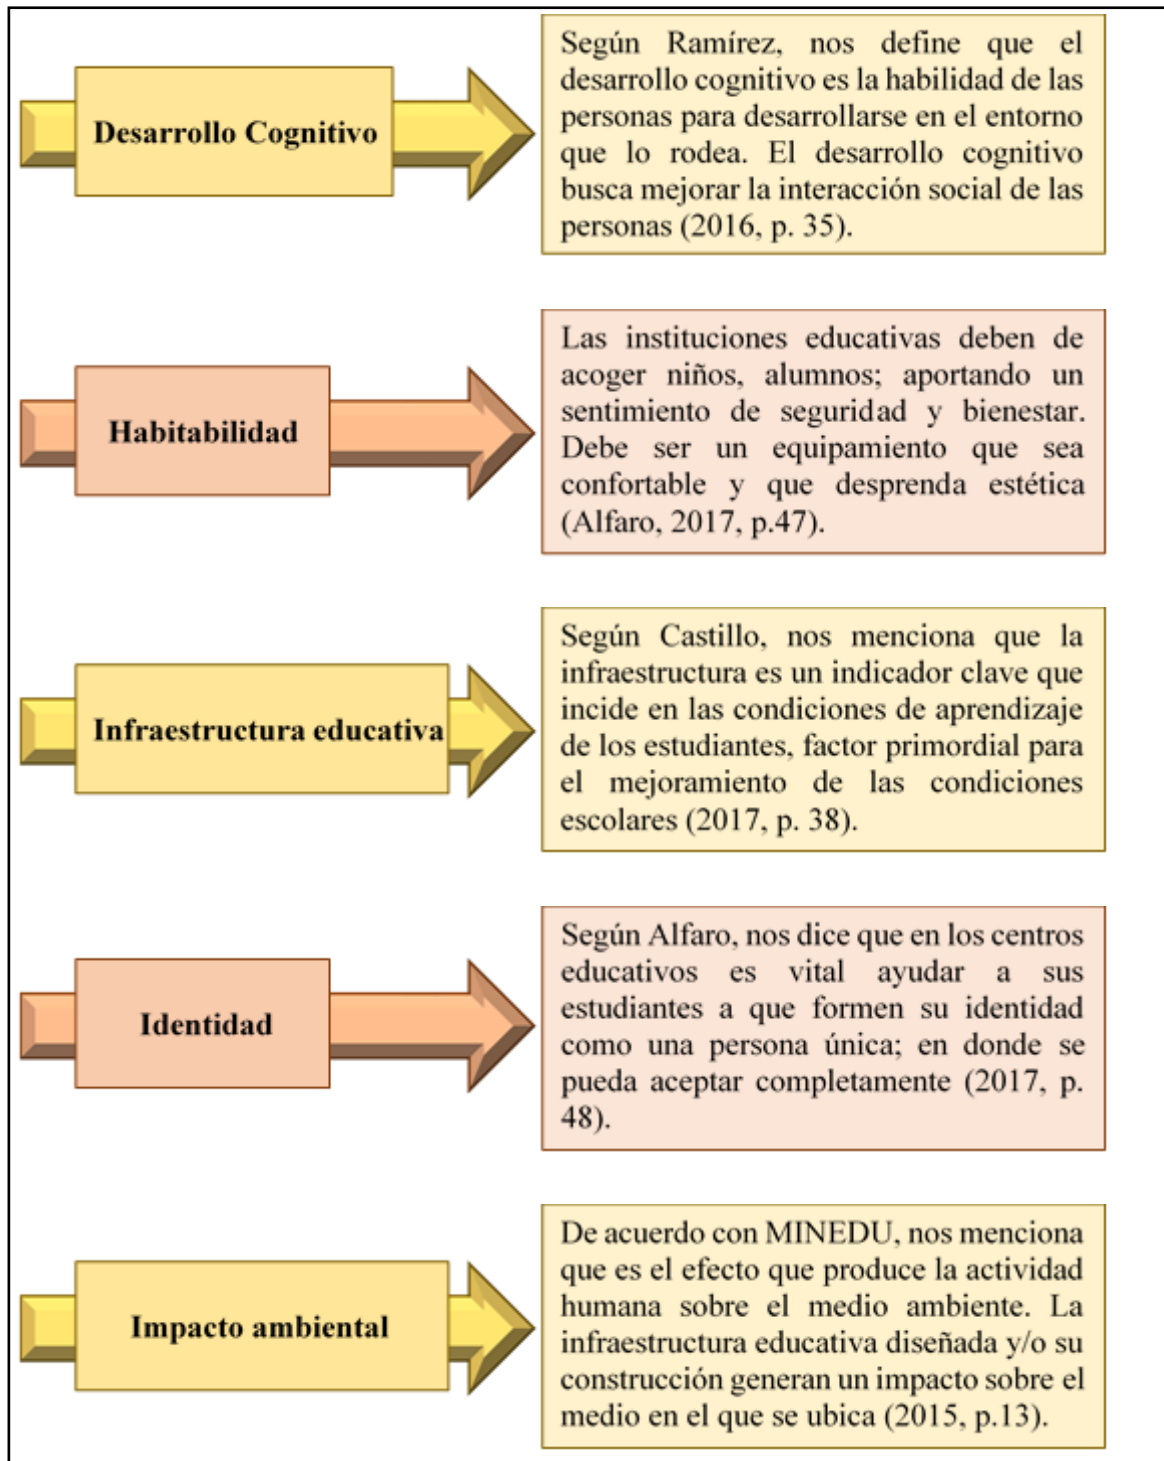 Desarrollo Cognitivo
Según Ramírez, nos define que el
desarrollo cognitivo es la habilidad de las
personas para desarrollarse en el entorno
que lo rodea. El desarrollo cognitivo
busca mejorar la interacción social de las
personas (2016, p. 35).
Habitabilidad
Las instituciones educativas deben de
acoger niños, alumnos; aportando un
sentimiento de seguridad y bienestar.
Debe ser un equipamiento que sea
confortable y que desprenda estética
(Alfaro, 2017, p.47).
Infraestructura educativa
Según Castillo, nos menciona que la
infraestructura es un indicador clave que
incide en las condiciones de aprendizaje
de los estudiantes, factor primordial para
el mejoramiento de las condiciones
escolares (2017, p. 38).
Identidad
Según Alfaro, nos dice que en los centros
educativos es vital ayudar a sus
estudiantes a que formen su identidad
como una persona única; en donde se
pueda aceptar completamente (2017, p.
48).
Impacto ambiental
De acuerdo con MINEDU, nos menciona
que es el efecto que produce la actividad
humana sobre el medio ambiente. La
infraestructura educativa diseñada y/o su
construcción generan un impacto sobre el
medio en el que se ubica (2015, p.13).